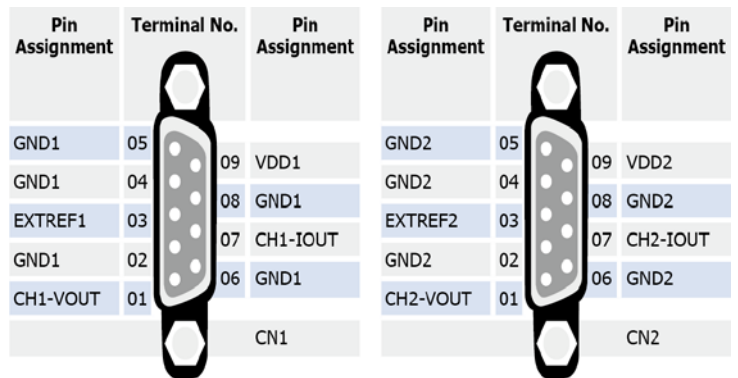 Pin Assignment Terminal No. Pin Assignment
GND1 05
09 VDD1
GND1 04
08 GND1
EXTREF1 03
07 CH1-IOUT
GND1 02
06 GND1
CH1-VOUT 01
CN1
Pin Assignment Terminal No. Pin Assignment
GND2 05
09 VDD2
GND2 04
08 GND2
EXTREF2 03
07 CH2-IOUT
GND2 02
06 GND2
CH2-VOUT 01
CN2